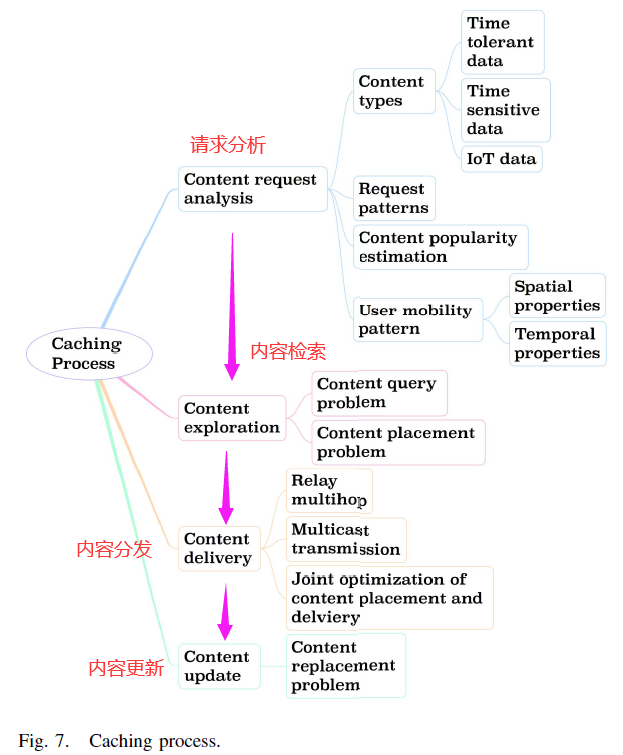 Time
tolerant
data
Content
types
Time
sensitive
data
请求分析
IoT data
Content request
analysis
Request
patterns
Content popularity
estimation
Spatial
properties
User mobility
pattern
Temporal
properties
Caching
Process
内容检索
Content query
problem
Content
exploration
Content placement
problem
Relay
multihop
Multicast
transmission
内容分发
Content
delivery
Joint optimization of
content placement and
delviery
内容更新
Content
update
Content
replacement
problem
Fig. 7. Caching process.